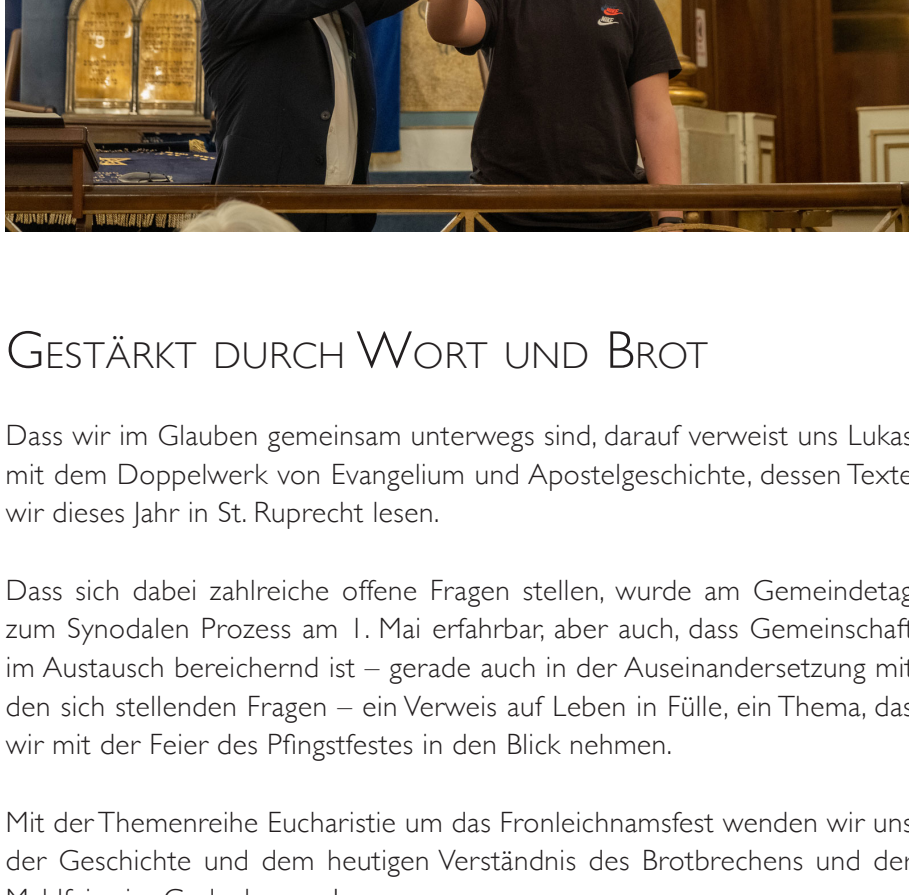 NIKE
GESTÄRKT DURCH WORT UND BROT
Dass wir im Glauben gemeinsam unterwegs sind, darauf verweist uns Lukas
mit dem Doppelwerk von Evangelium und Apostelgeschichte, dessen Texte
wir dieses Jahr in St. Ruprecht lesen.
Dass sich dabei zahlreiche offene Fragen stellen, wurde am Gemeindetag
zum Synodalen Prozess am 1. Mai erfahrbar, aber auch, dass Gemeinschaft
im Austausch bereichernd ist – gerade auch in der Auseinandersetzung mit
den sich stellenden Fragen – ein Verweis auf Leben in Fülle, ein Thema, das
wir mit der Feier des Pfingstfestes in den Blick nehmen.
Mit der Themenreihe Eucharistie um das Fronleichnamsfest wenden wir uns
der Geschichte und dem heutigen Verständnis des Brotbrechens und der